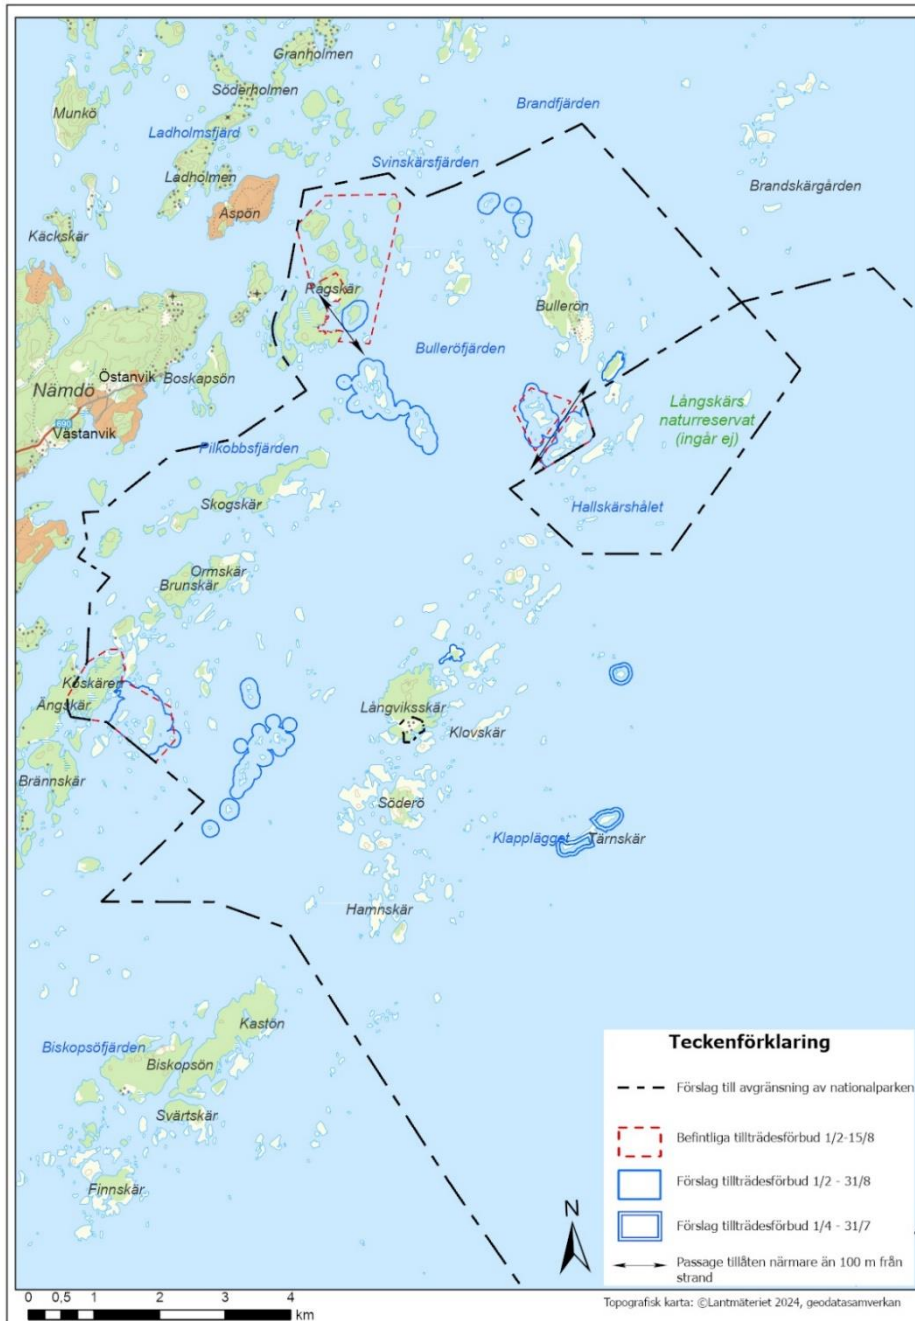 Granholmen
Söderholmen
Munkö
Brandfjärden
Ladholmsfjärd
Svinskärsfjärden
Ladholmen
Brandskärgården
Aspön
Käckskär
Ragskär
Bullerön
Bulleröfjärden
Östanvik
Boskapsön
Nämdö
Långskärs
naturreservat
(ingår ej)
690
Västanvik
Pilkobbsfjärden
Skogskär
Hallskärshålet
Ormskär
Brunskär
Koskären
Ängskär
Långviksskär
Klovskär
Brännskär
Söderö
Klapplägget
Tärnskär
Hamnskär
Kastön
Biskopsöfjärden
Biskopsön
Svärtskär
Finnskär
Teckenförklaring
Förslag till avgränsning av nationalparken
Befintliga tillträdesförbud 1/2-15/8
Förslag tillträdesförbud 1/2 - 31/8
Förslag tillträdesförbud 1/4 - 31/7
Passage tillåten närmare än 100 m från
strand
N
0 0,5 1 2 3 4
km
Topografisk karta: ©Lantmäteriet 2024, geodatasamverkan